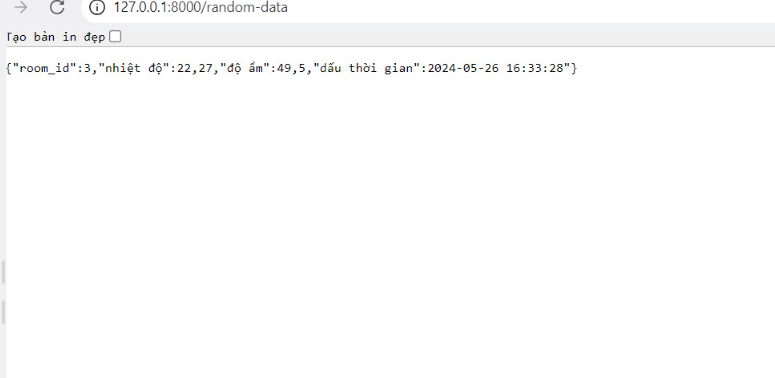 127.0.0.1:8000/random-data
Tạo bản in đẹp
{"room_id":3,"nhiệt độ":22,27,"độ ẩm":49,5,"dấu thời gian":2024-05-26 16:33:28"}